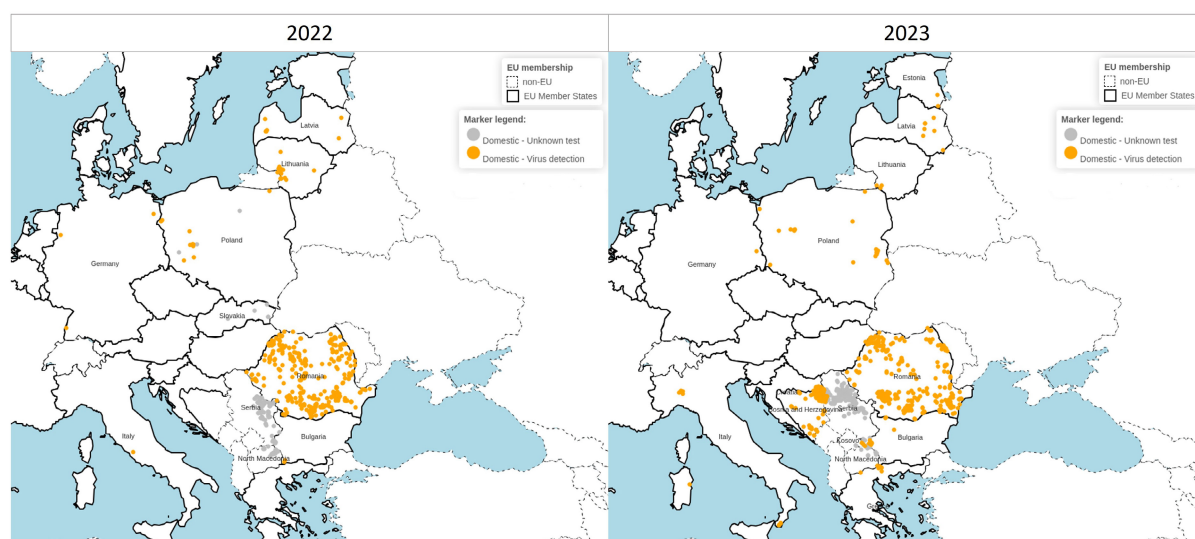 2022
2023
EU membership
non-EU
EU Member States
Marker legend:
Domestic - Unknown test
Domestic - Virus detection
Latvia
Lithuania
Poland
Germany
Slovakia
Romania
Serbia
Bulgaria
Italy
North Macedonia
EU membership
non-EU
EU Member States
Marker legend:
Domestic - Unknown test
Domestic - Virus detection
Estonia
Latvia
Lithuania
Poland
Germany
Romania
Bosnia and Herzegovina
Bulgaria
Italy
Kosovo
North Macedonia